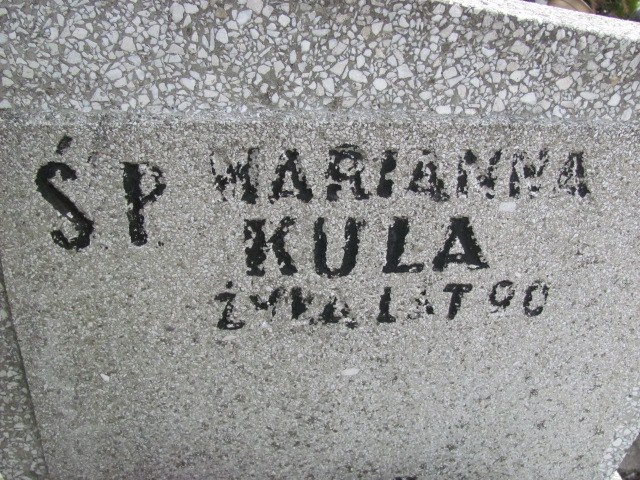 ŚP MARIANNA
KULA
ŻYŁA LAT 90